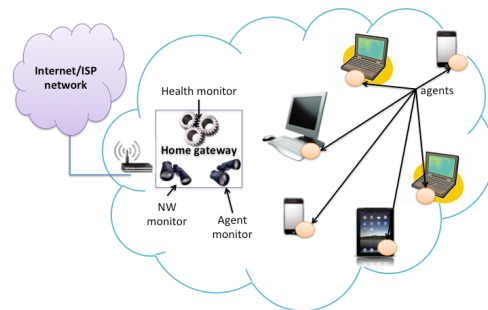 Internet/ISP
network
Health monitor
Home gateway
NW
monitor
Agent
monitor
agents